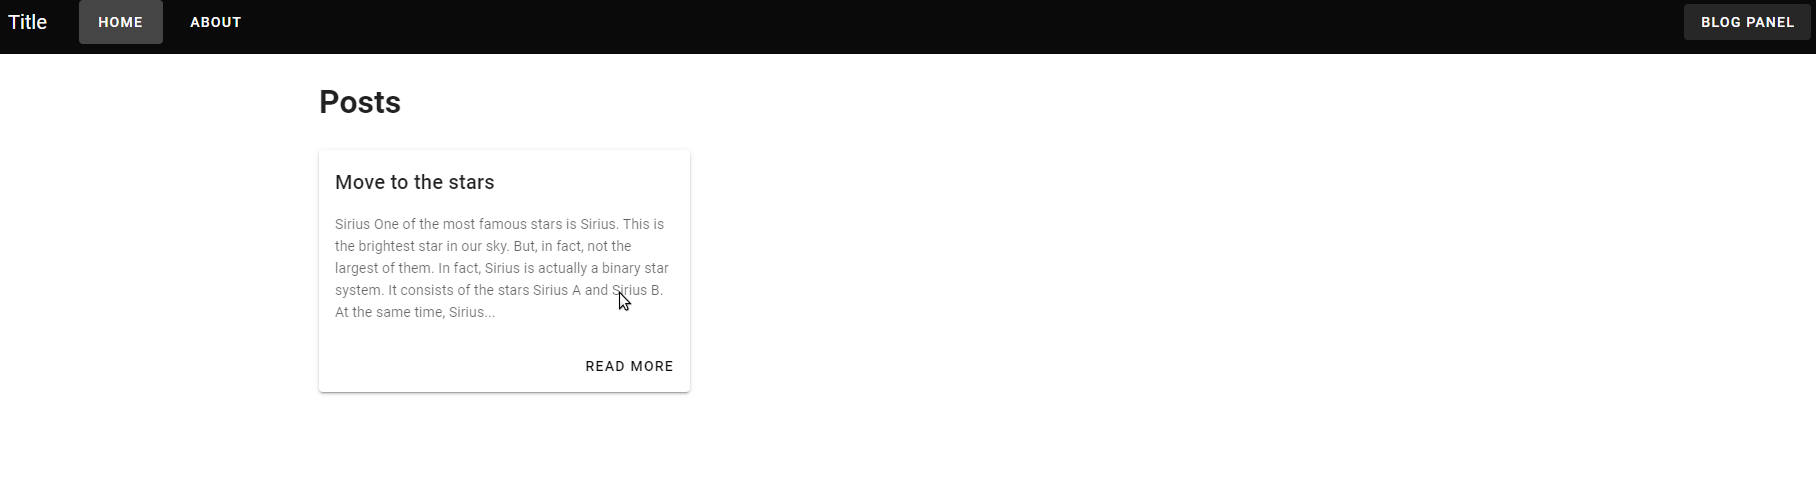 Title HOME ABOUT BLOG PANEL
Posts
Move to the stars
Sirius One of the most famous stars is Sirius. This is
the brightest star in our sky. But, in fact, not the
largest of them. In fact, Sirius is actually a binary star
system. It consists of the stars Sirius A and Sirius B.
At the same time, Sirius...
READ MORE